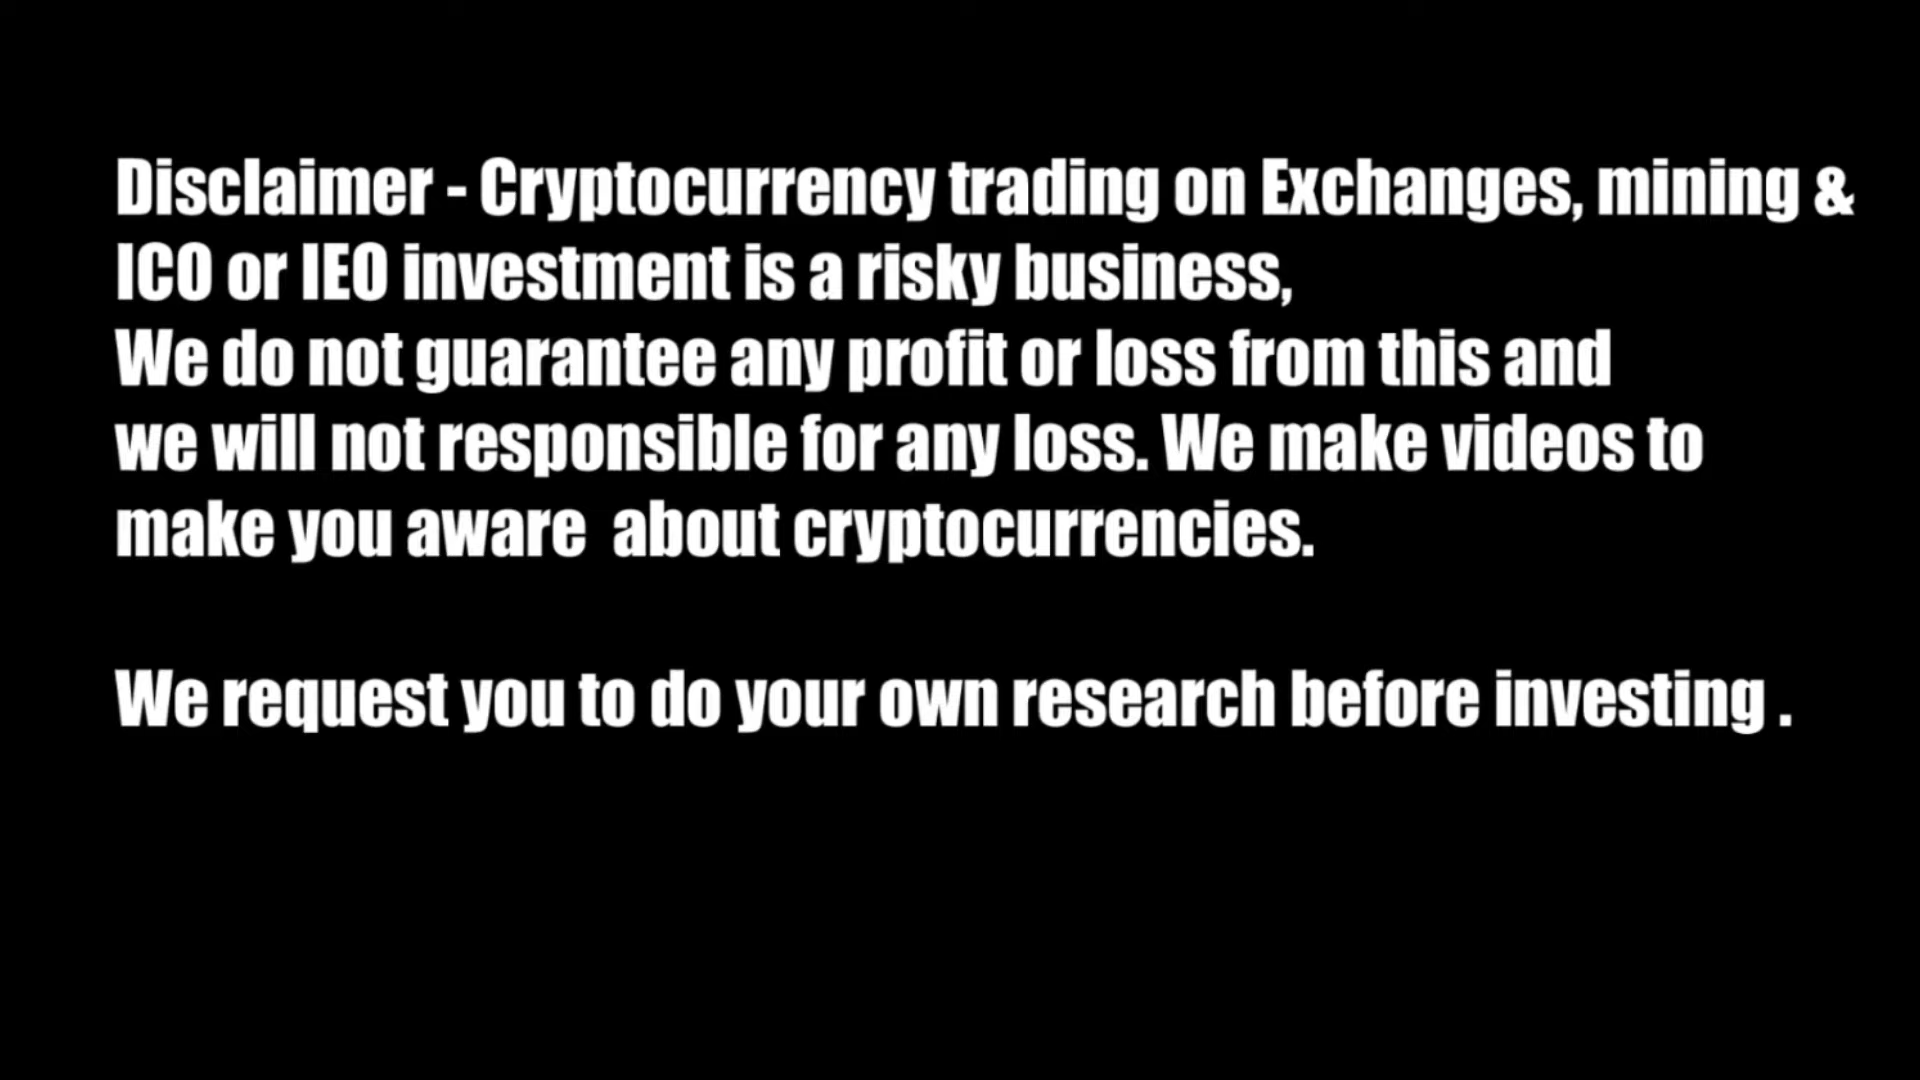 Disclaimer - Cryptocurrency trading on Exchanges, mining &
ICO or IEO investment is a risky business,
We do not guarantee any profit or loss from this and
we will not responsible for any loss. We make videos to
make you aware  about cryptocurrencies.
We request you to do your own research before investing .